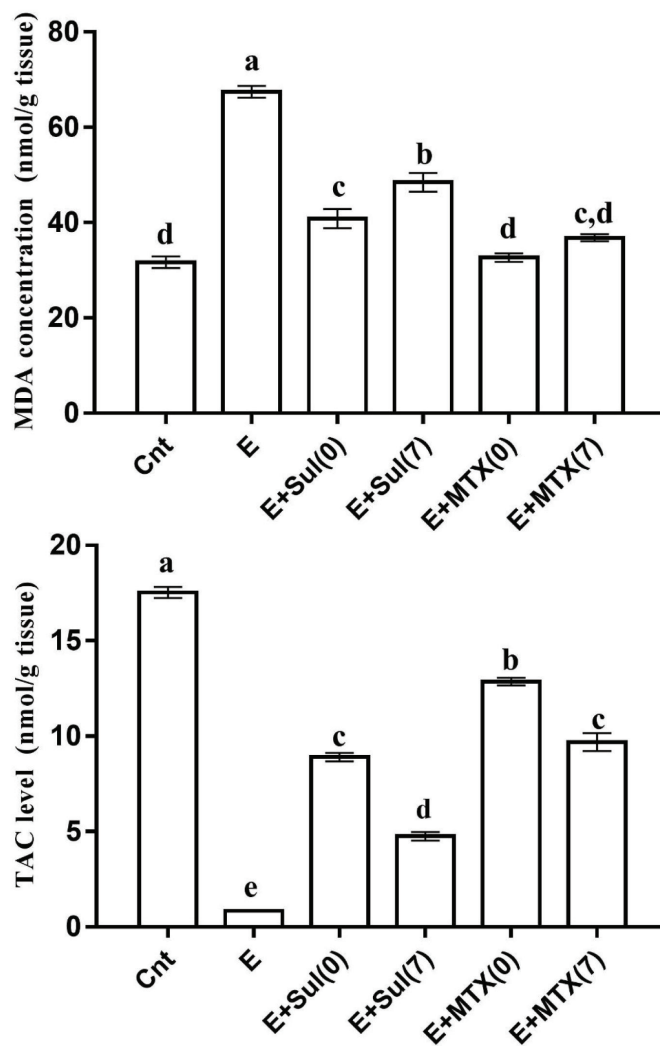 MDA concentration (nmol/g tissue)
80
60
40
20
0
a
b
c
c,d
d
d
Cnt
E
E+Sul(0)
E+Sul(7)
E+MTX(0)
E+MTX(7)
TAC level (nmol/g tissue)
20
15
10
5
0
a
b
c
c
d
e
Cnt
E
E+Sul(0)
E+Sul(7)
E+MTX(0)
E+MTX(7)